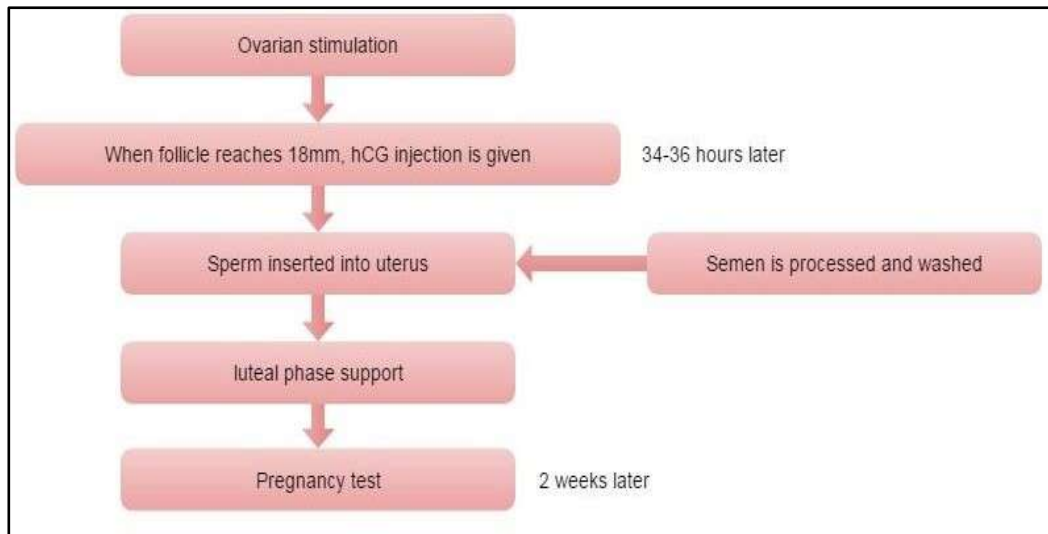 Ovarian stimulation
When follicle reaches 18mm, hCG injection is given
34-36 hours later
Sperm inserted into uterus
Semen is processed and washed
luteal phase support
Pregnancy test
2 weeks later